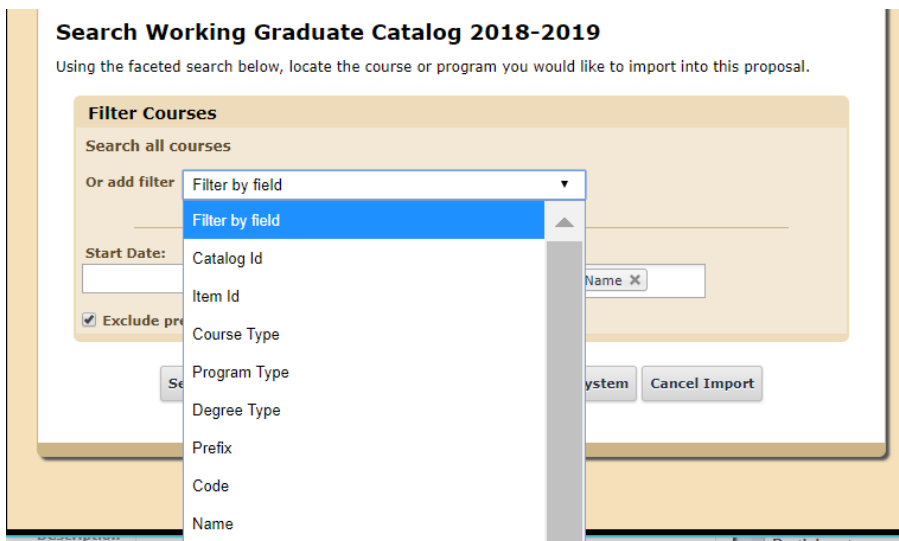 Search Working Graduate Catalog 2018-2019
Using the faceted search below, locate the course or program you would like to import into this proposal.
Filter Courses
Search all courses
Or add filter Filter by field
Filter by field
Catalog Id
Start Date:
Name
Item Id
Exclude
Course Type
Program Type
Cancel Import
Degree Type
Prefix
Code
Name